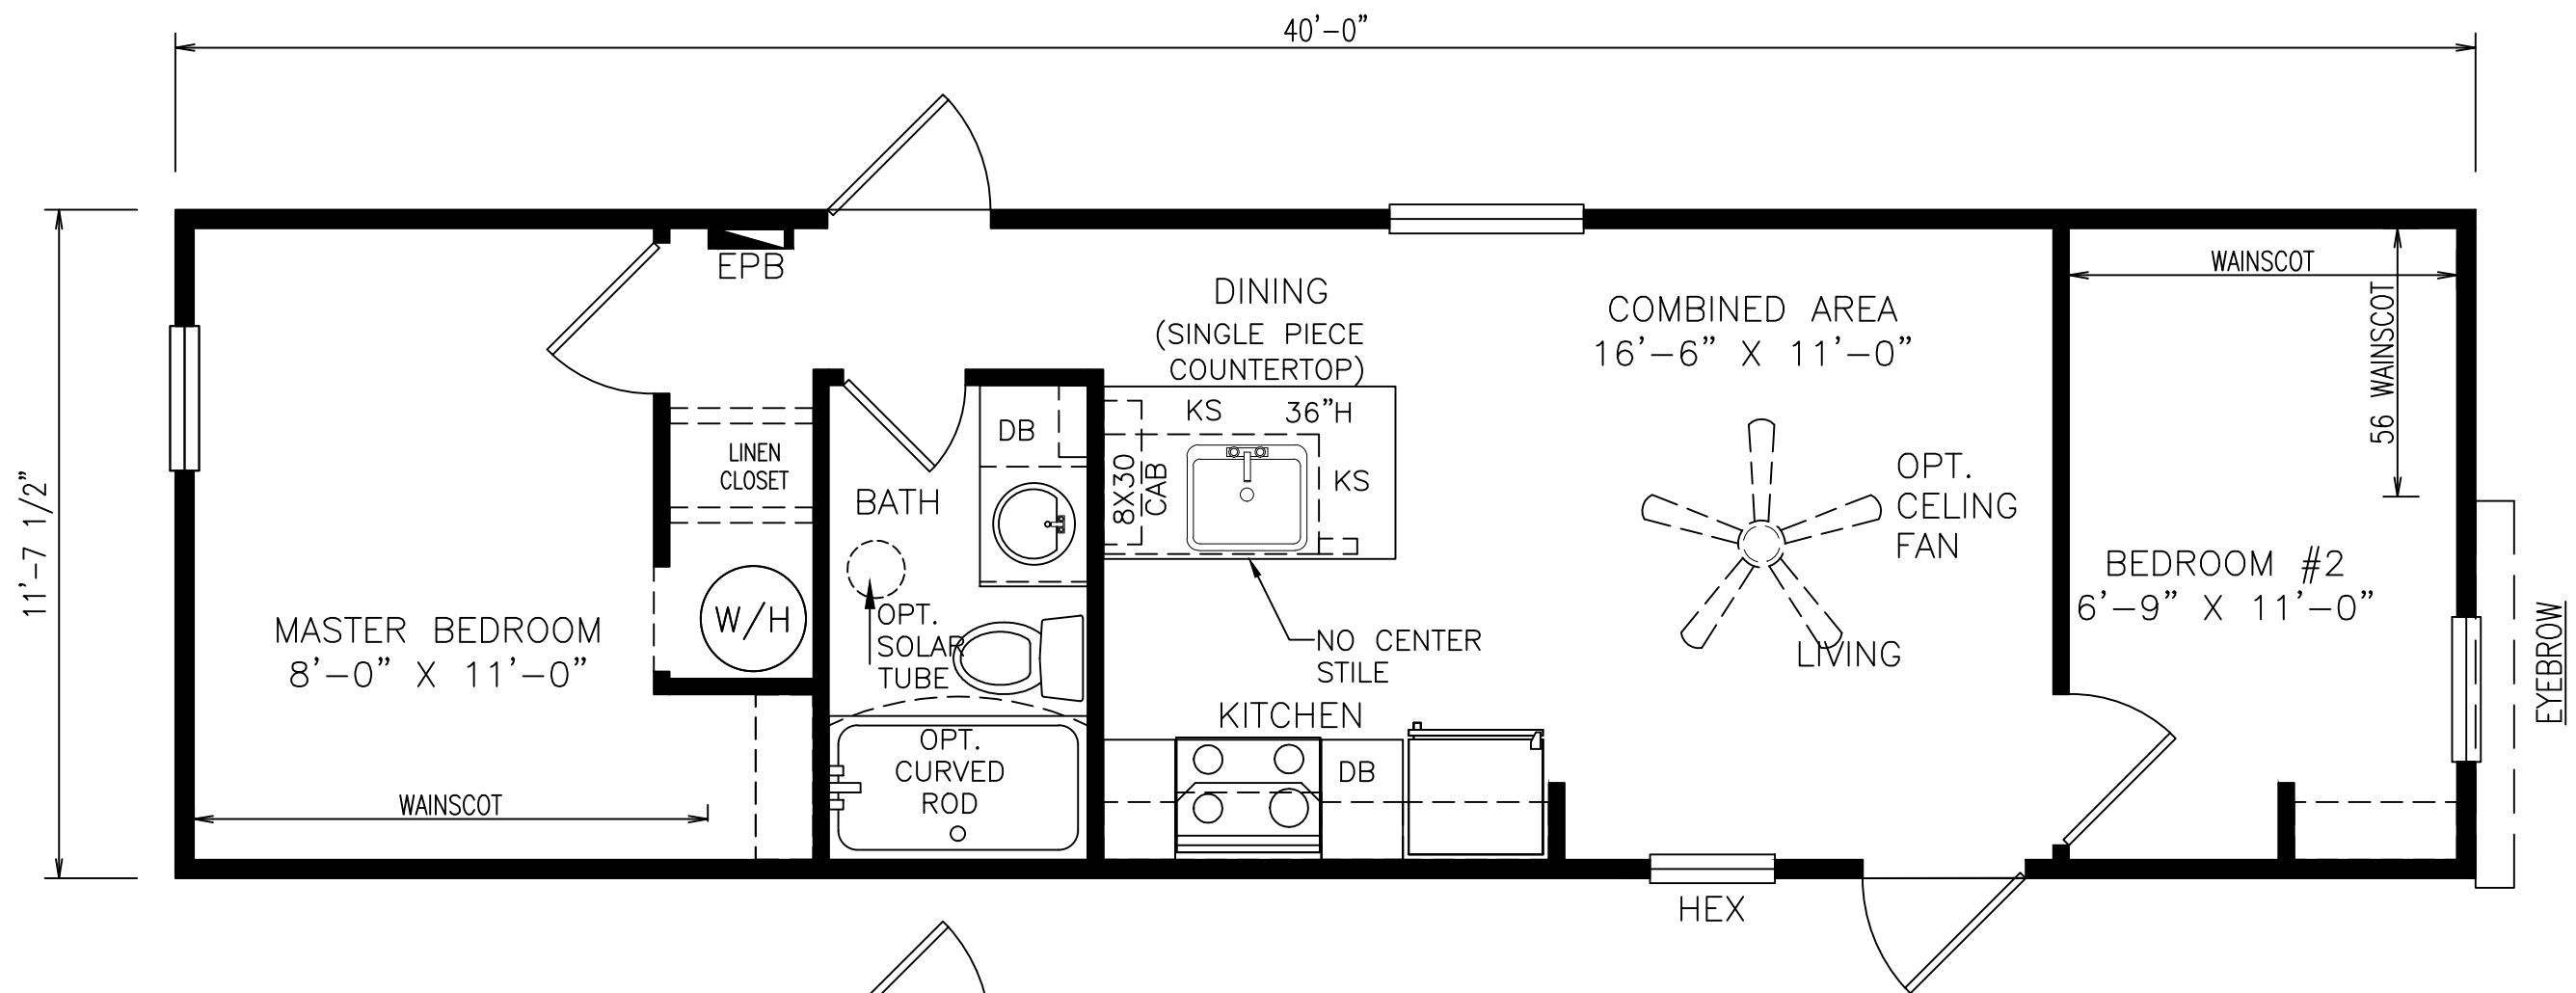 40'-0"
11'-7 1/2"
EPB
DINING
(SINGLE PIECE
COUNTERTOP)
COMBINED AREA
16'-6" X 11'-0"
WAINSCOT
56 WAINSCOT
KS
36"H
DB
LINEN
CLOSET
BATH
8X30
CAB
KS
OPT.
CELING
FAN
BEDROOM #2
6'-9" X 11'-0"
EYEBROW
MASTER BEDROOM
8'-0" X 11'-0"
W/H
OPT.
SOLAR
TUBE
NO CENTER
STILE
LIVING
KITCHEN
OPT.
CURVED
ROD
DB
WAINSCOT
HEX